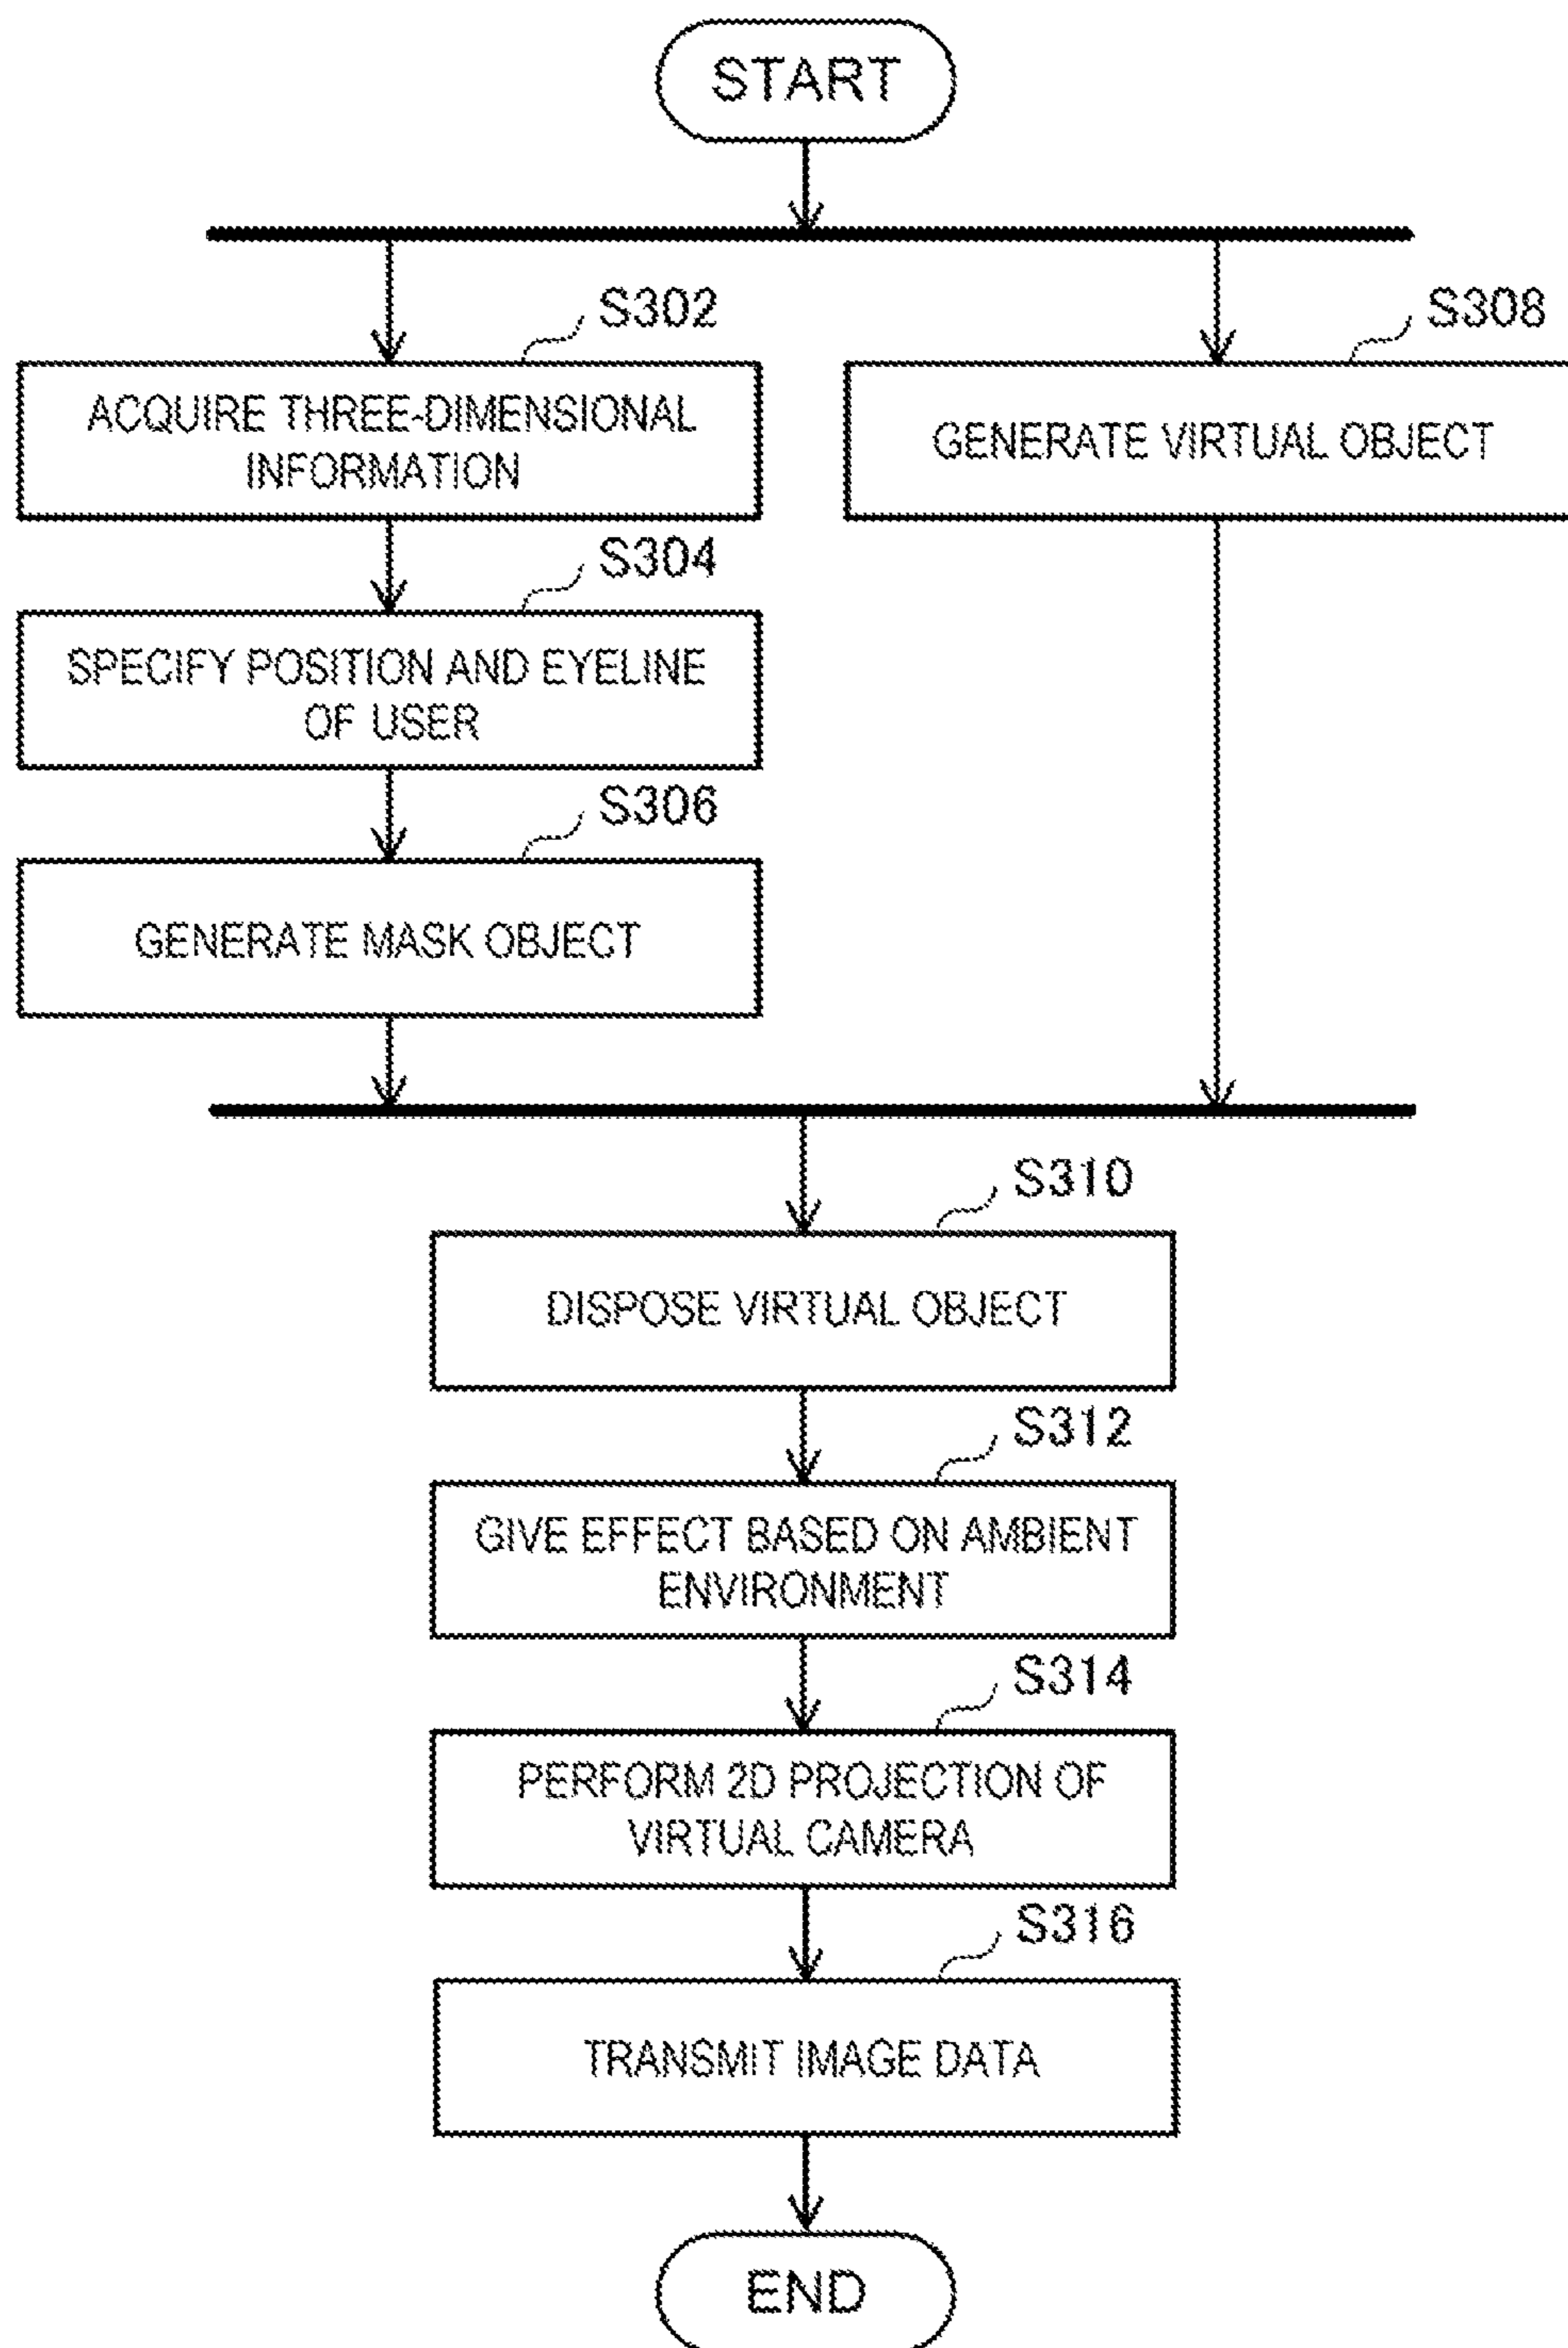 START
S302
ACQUIRE THREE-DIMENSIONAL
INFORMATION
S304
SPECIFY POSITION AND EYELINE
OF USER
S306
GENERATE MASK OBJECT
S308
GENERATE VIRTUAL OBJECT
S310
DISPOSE VIRTUAL OBJECT
S312
GIVE EFFECT BASED ON AMBIENT
ENVIRONMENT
S314
PERFORM 2D PROJECTION OF
VIRTUAL CAMERA
S316
TRANSMIT IMAGE DATA
END